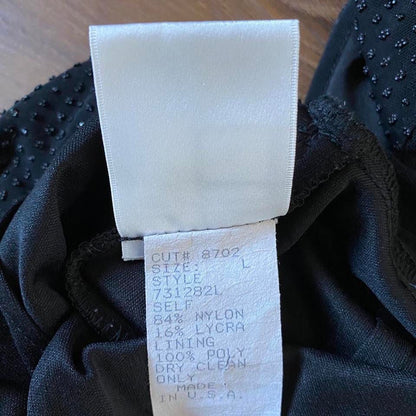 CUT# 8702
SIZE: L
STYLE
731282L
SELF
84% NYLON
16% LYCRA
LINING
100% POLY
DRY CLEAN
ONLY
MADE
IN U.S.A.